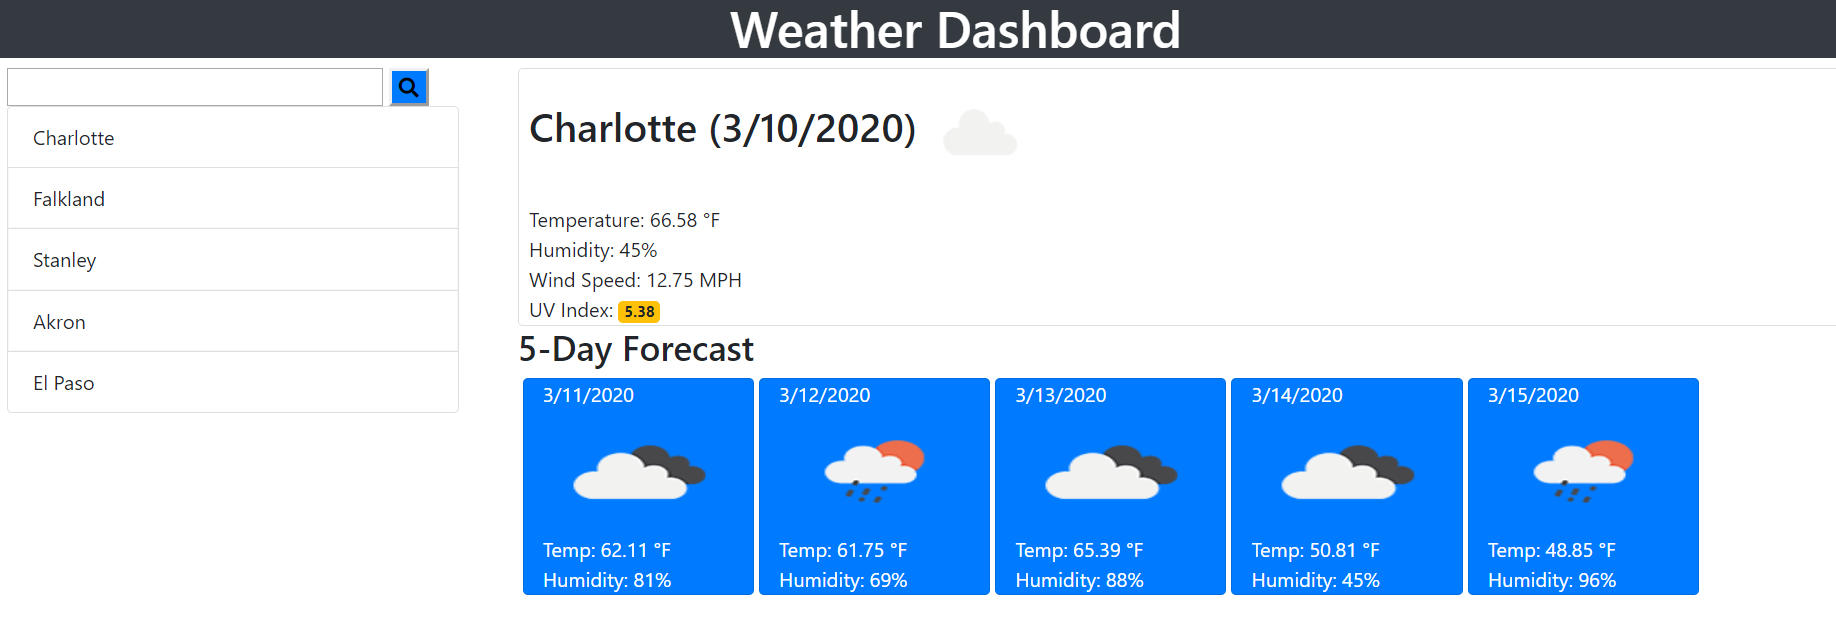 Weather Dashboard
Charlotte
Falkland
Stanley
Akron
El Paso
Charlotte (3/10/2020)
Temperature: 66.58 °F
Humidity: 45%
Wind Speed: 12.75 MPH
UV Index: 5.38
5-Day Forecast
3/11/2020
Temp: 62.11 °F
Humidity: 81%
3/12/2020
Temp: 61.75 °F
Humidity: 69%
3/13/2020
Temp: 65.39 °F
Humidity: 88%
3/14/2020
Temp: 50.81 °F
Humidity: 45%
3/15/2020
Temp: 48.85 °F
Humidity: 96%